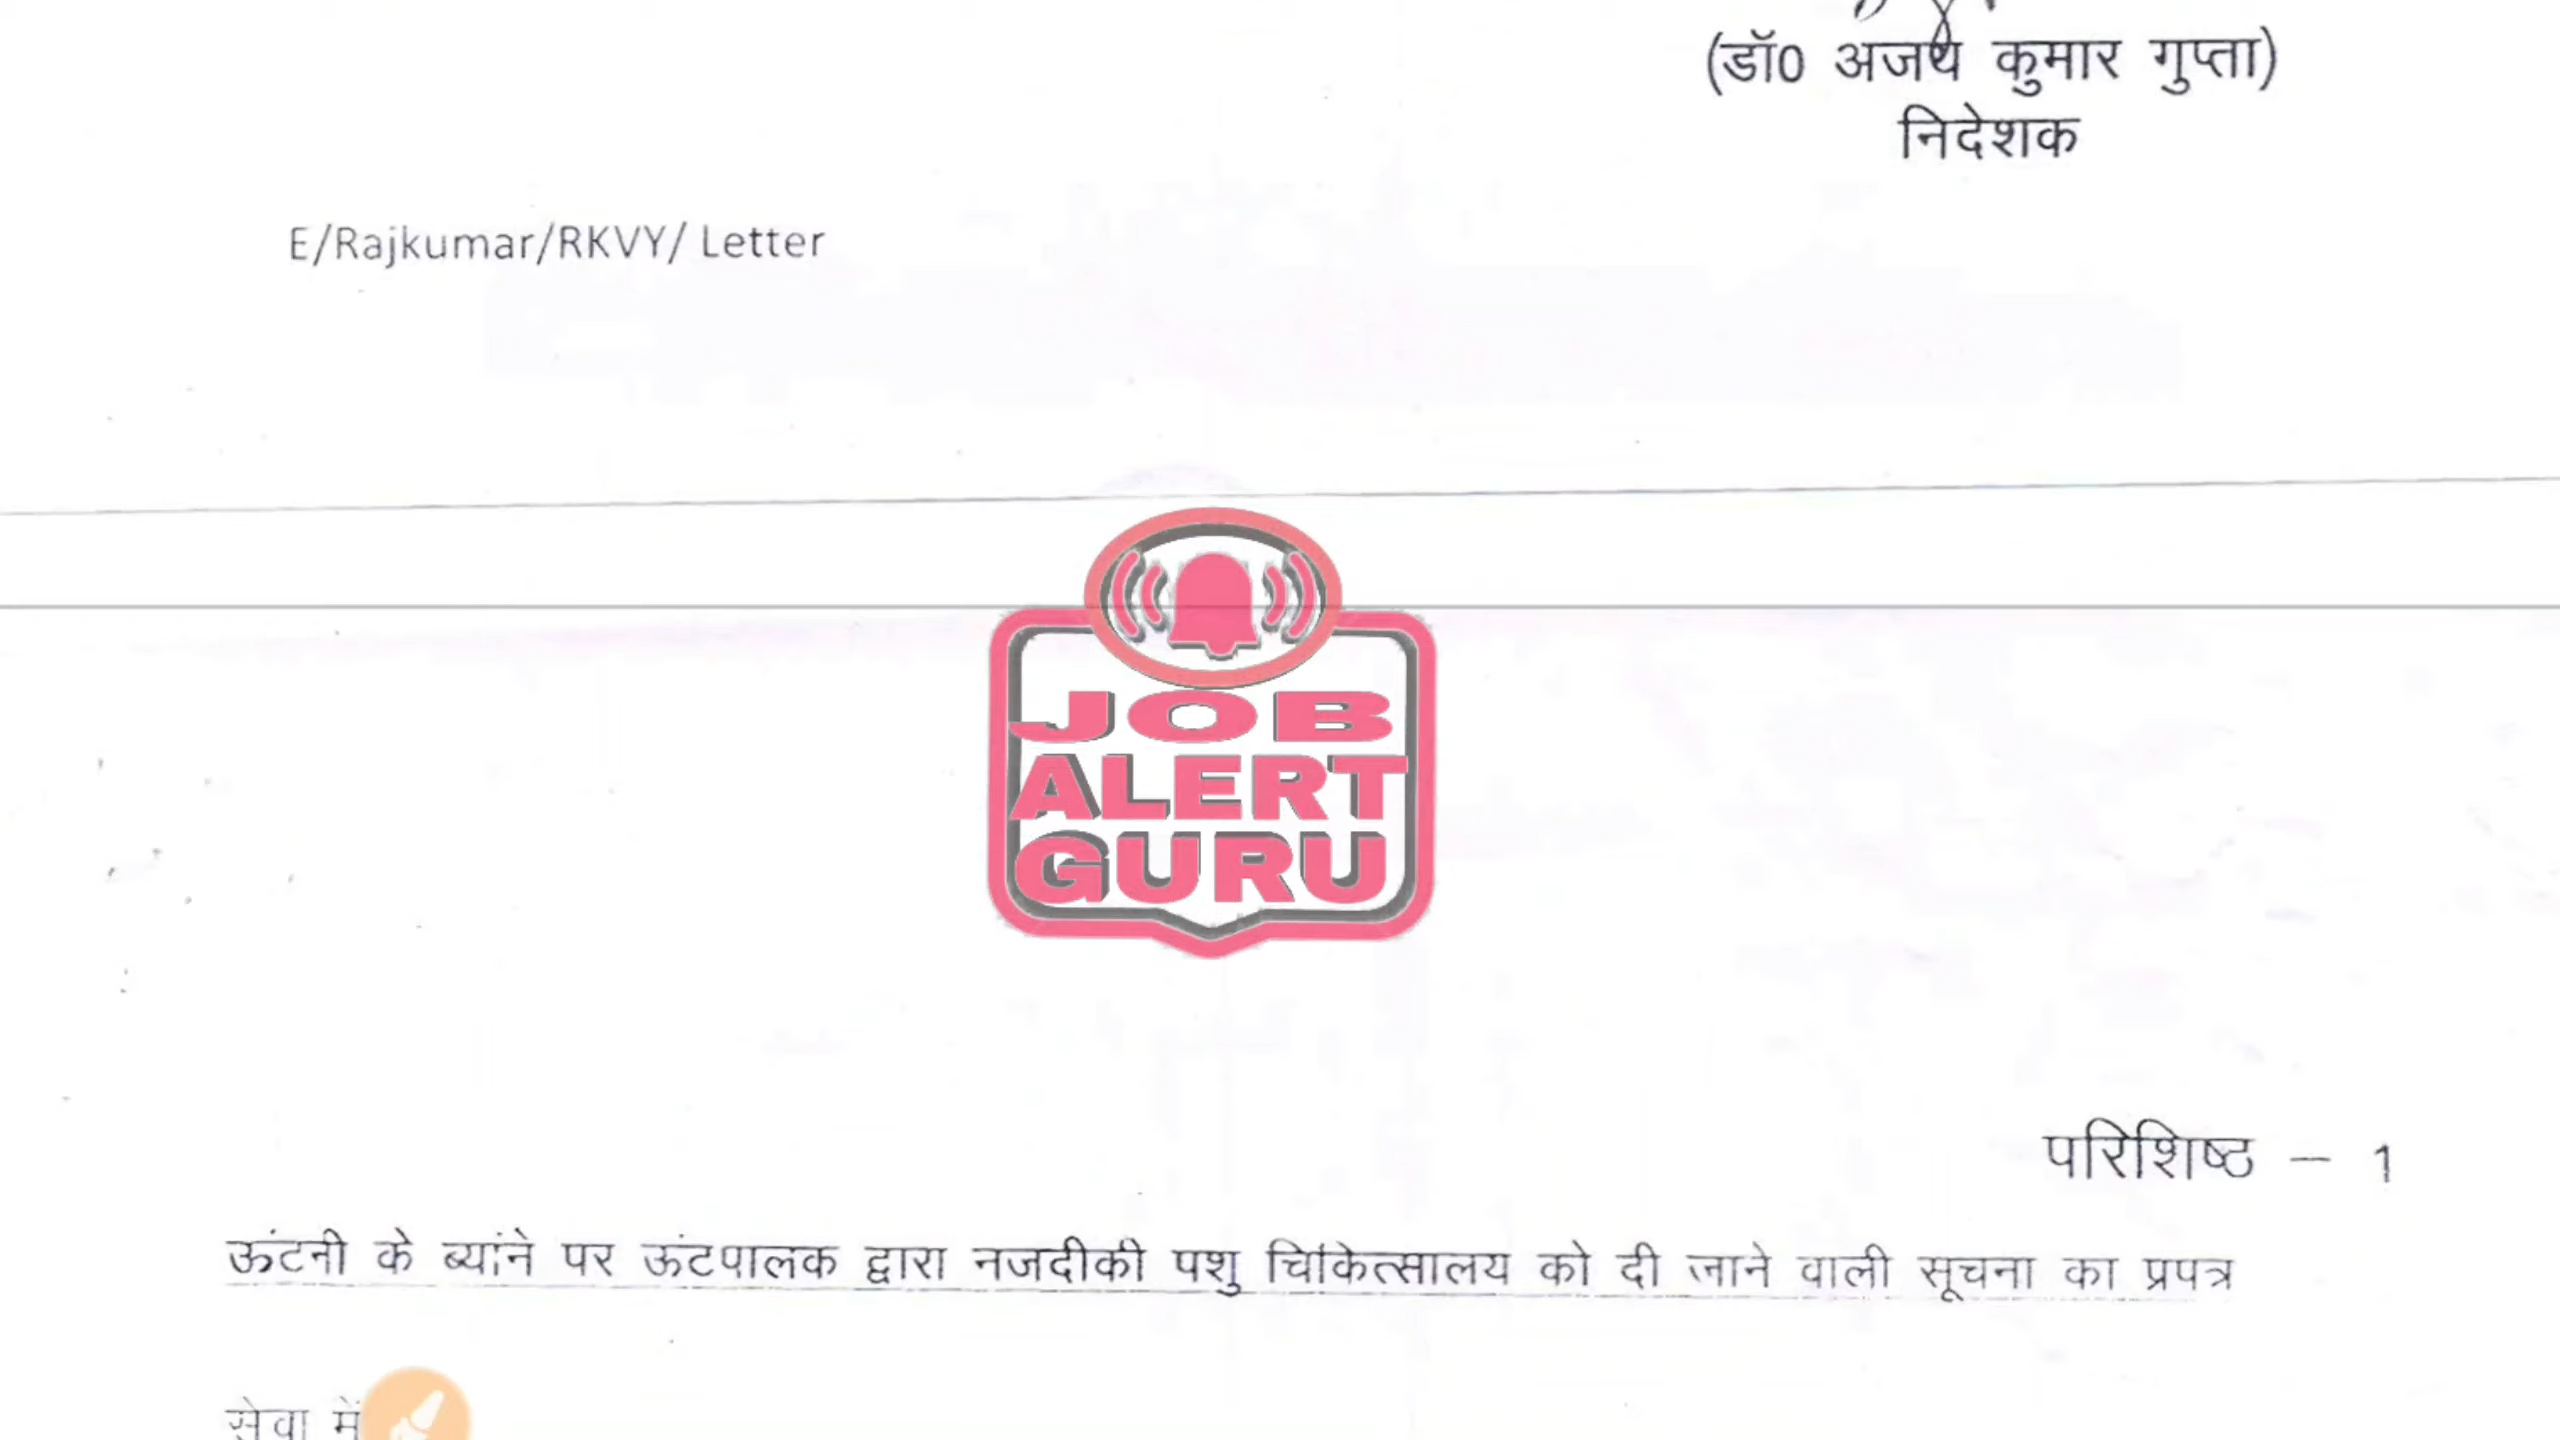 (डॉ0 अजय कुमार गुप्ता)
निदेशक
E/Rajkumar/RKVY/ Letter
JOB
ALERT
GURU
परिशिष्ठ – 1
ऊंटनी के ब्यांने पर ऊंटपालक द्वारा नजदीकी पशु चिकित्सालय को दी जाने वाली सूचना का प्रपत्र
सेवा में